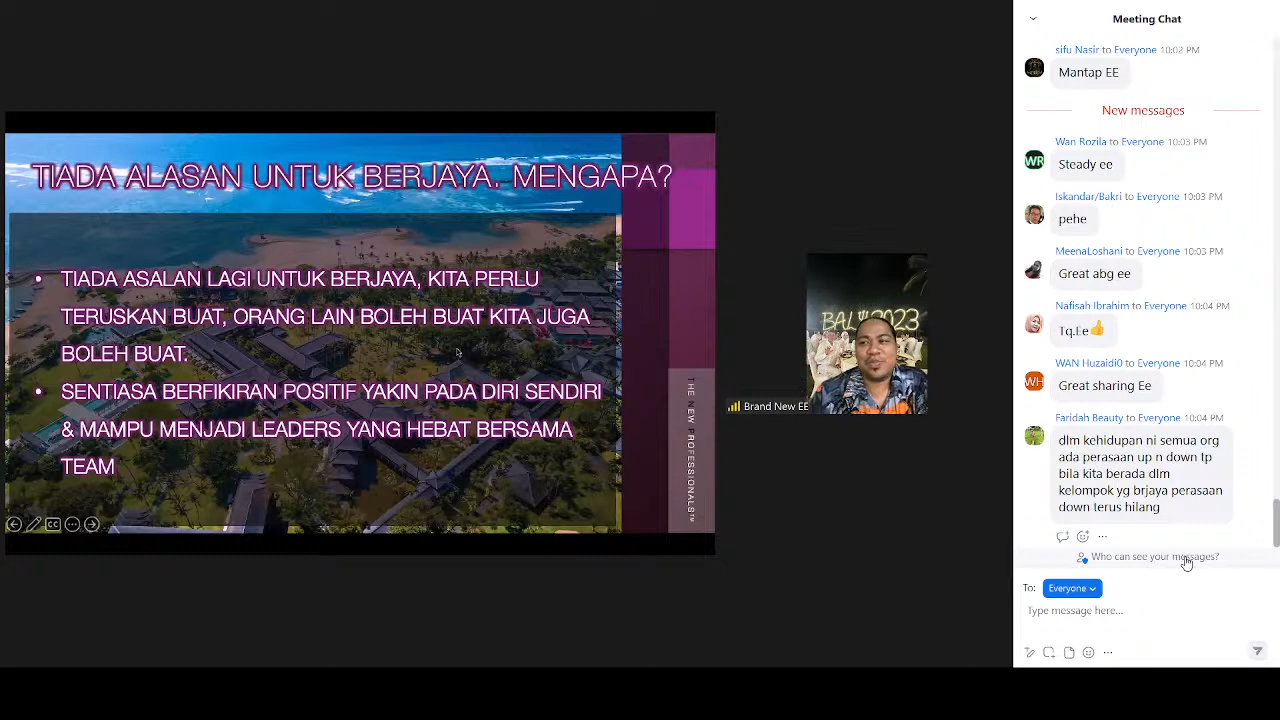 TIADA ALASAN UNTUK BERJAYA. MENGAPA?
• TIADA ASALAN LAGI UNTUK BERJAYA, KITA PERLU
TERUSKAN BUAT, ORANG LAIN BOLEH BUAT KITA JUGA
BOLEH BUAT.
• SENTIASA BERFIKIRAN POSITIF YAKIN PADA DIRI SENDIRI
& MAMPU MENJADI LEADERS YANG HEBAT BERSAMA
TEAM
THE NEW PROFESSIONALS™
CC
2023
Brand New EE
Meeting Chat
sifu Nasir to Everyone 10:02 PM
Mantap EE
New messages
Wan Rozila to Everyone 10:03 PM
WR
Steady ee
Iskandar/Bakri to Everyone 10:03 PM
pehe
MeenaLoshani to Everyone 10:03 PM
Great abg ee
Nafisah Ibrahim to Everyone 10:04 PM
Tq.Ee👍
WAN Huzaidi0 to Everyone 10:04 PM
WH
Great sharing Ee
Faridah Beauty to Everyone 10:04 PM
dlm kehidupan ni semua org
ada perasaan up n down tp
bila kita berada dlm
kelompok yg brjaya perasaan
down terus hilang
Who can see your messages?
To: Everyone
Type message here...